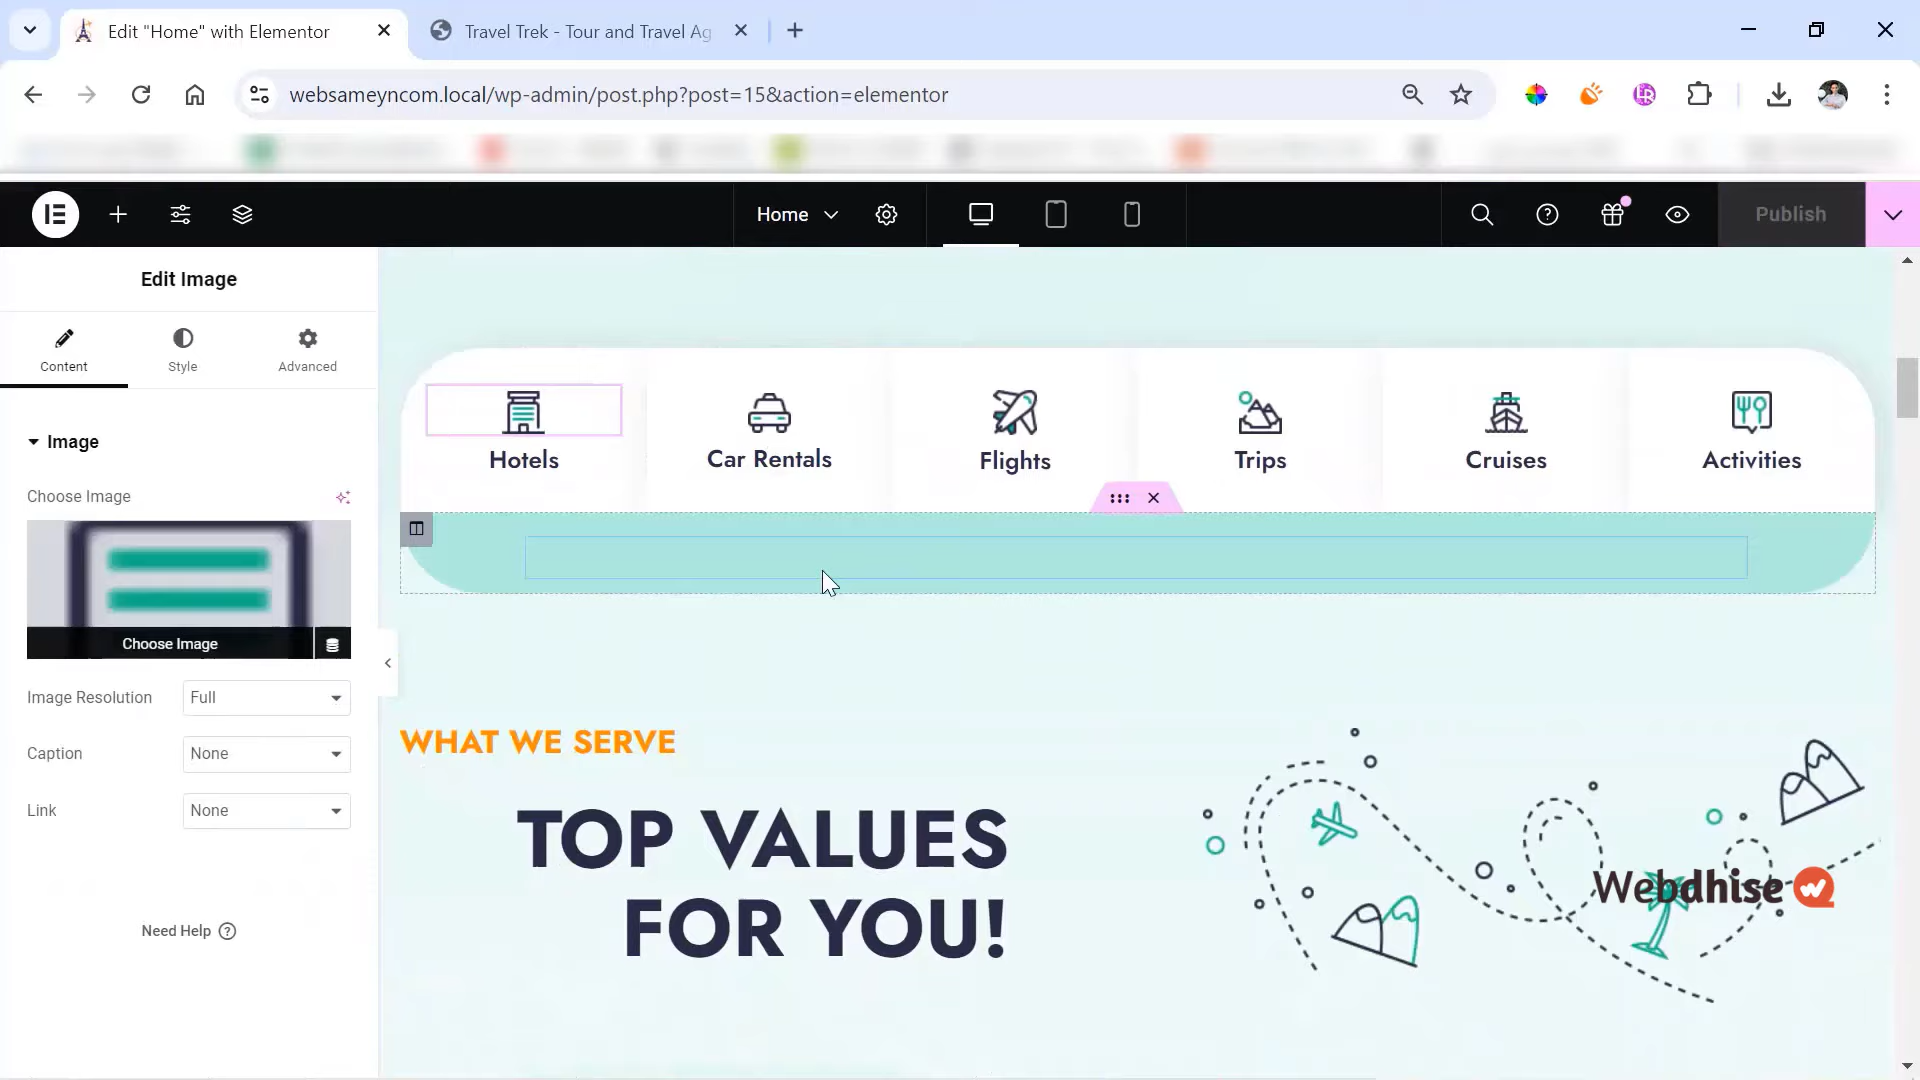 Edit "Home" with Elementor
Travel Trek - Tour and Travel Ag
websameyncom.local/wp-admin/post.php?post=15&action=elementor
Home
Publish
Edit Image
Content
Style
Advanced
Image
Choose Image
Choose Image
Image Resolution
Full
Caption
None
Link
None
Need Help
Hotels
Car Rentals
Flights
Trips
Cruises
Activities
WHAT WE SERVE
TOP VALUES
FOR YOU!
Webdhise